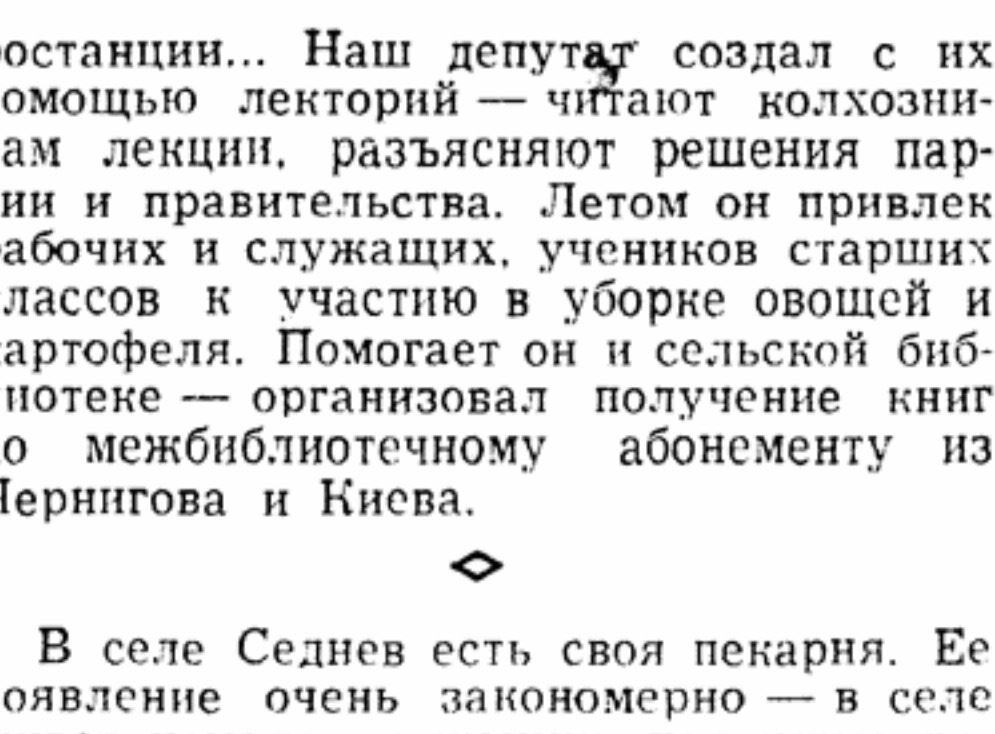 останции... Наш депутат создал с их
омощью лекторий — читают колхозни-
ам лекции, разъясняют решения пар-
ии и правительства. Летом он привлек
абочих и служащих, учеников старших
лассов к участию в уборке овощей и
артофеля. Помогает он и сельской биб-
иотеке — организовал получение книг
о межбиблиотечному абонементу из
Чернигова и Киева.
В селе Седнев есть своя пекарня. Ее
оявление очень закономерно — в селе